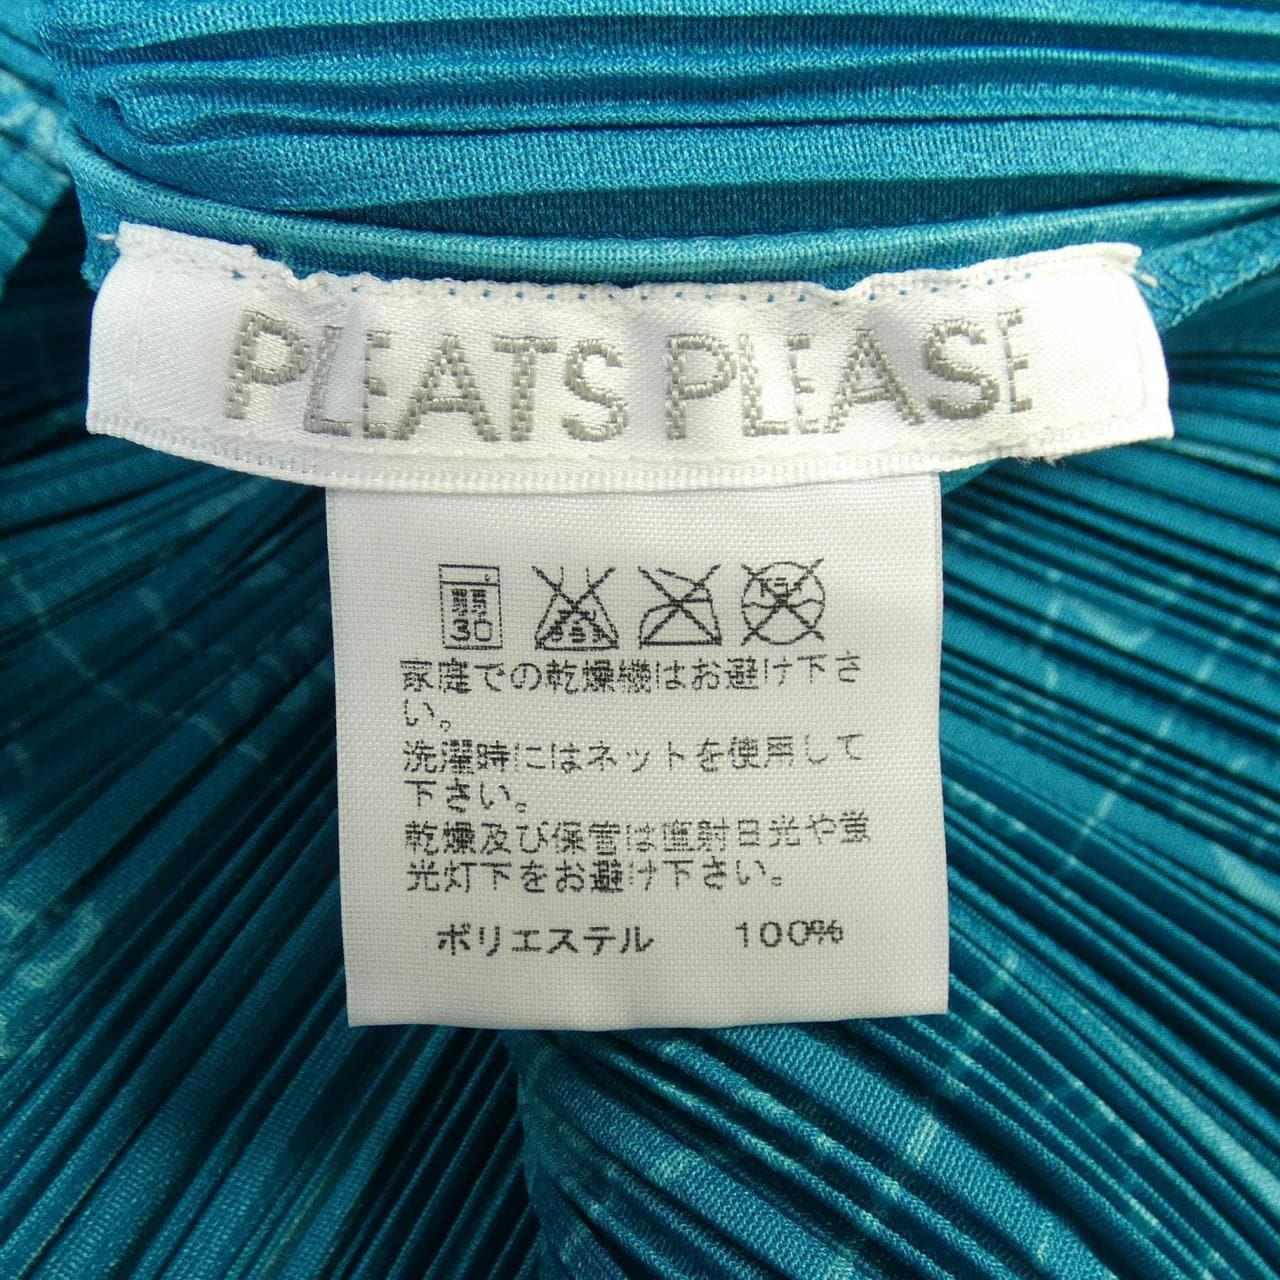 PLEATS PLEASE
弱
30
家庭での乾燥機はお避け下さ
い。
洗濯時にはネットを使用して
下さい。
乾燥及び保管は直射日光や蛍
光灯下をお避け下さい。
ポリエステル 100%